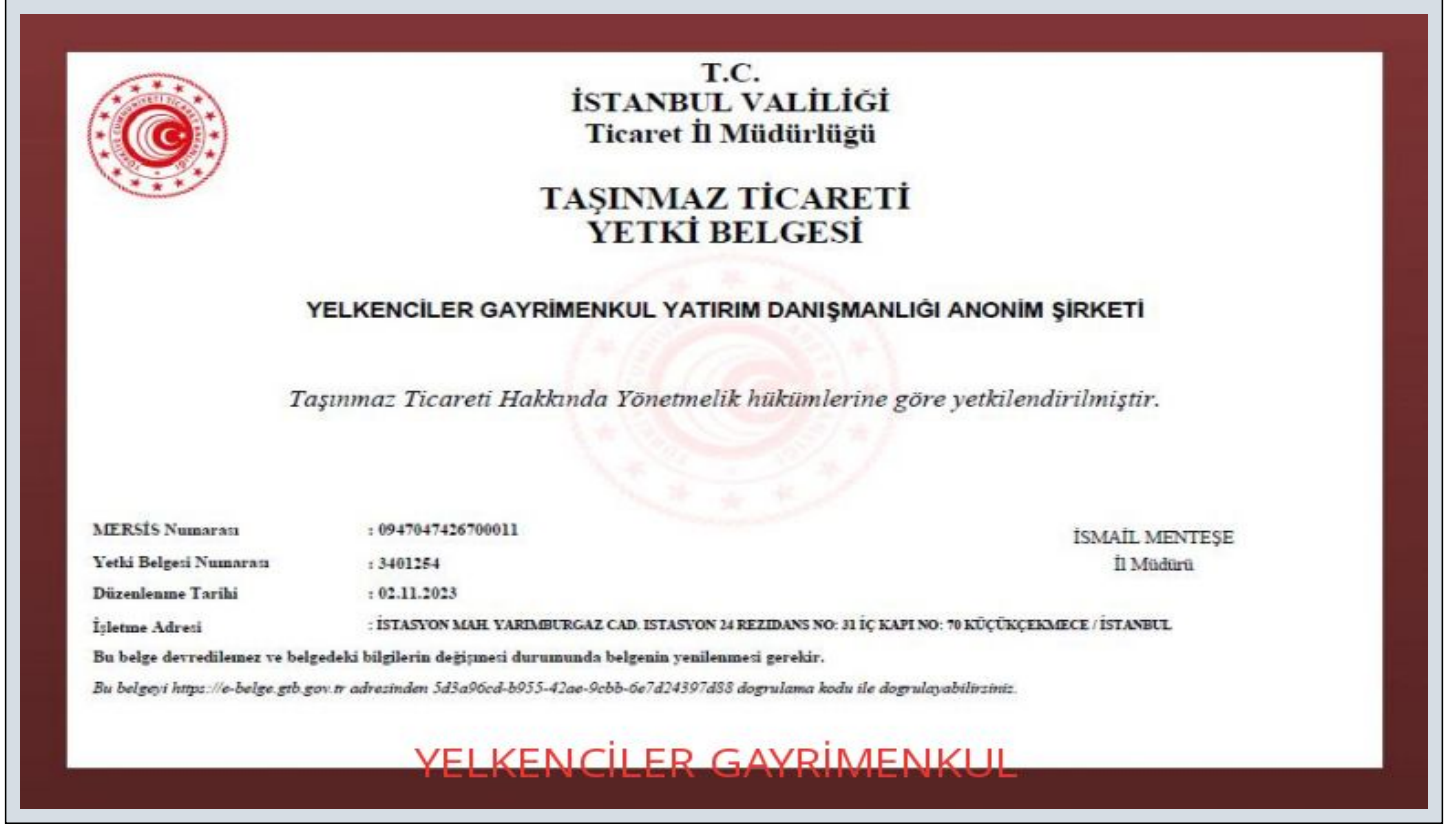 T.C.
İSTANBUL VALİLİĞİ
Ticaret İl Müdürlüğü
TAŞINMAZ TİCARETİ
YETKİ BELGESİ
YELKENCİLER GAYRİMENKUL YATIRIM DANIŞMANLIĞI ANONİM ŞİRKETİ
Taşınmaz Ticareti Hakkında Yönetmelik hükümlerine göre yetkilendirilmiştir.
MERSİS Numarası : 0947047426700011
Yetki Belgesi Numarası : 3401254
Düzenlenme Tarihi : 02.11.2023
İşletme Adresi : İSTASYON MAH. YARIMBURGAZ CAD. ISTASYON 24 REZIDANS NO: 31 İÇ KAPI NO: 70 KÜÇÜKÇEKMECE / İSTANBUL
İSMAİL MENTEŞE
İl Müdürü
Bu belge devredilemez ve belgedeki bilgilerin değişmesi durumunda belgenin yenilenmesi gerekir.
Bu belgeyi https://e-belge.gtb.gov.tr adresinden 5d3a96cd-b955-42ae-9cbb-6e7d24397d88 dogrulama kodu ile dogrulayabilirsiniz.
YELKENCİLER GAYRİMENKUL